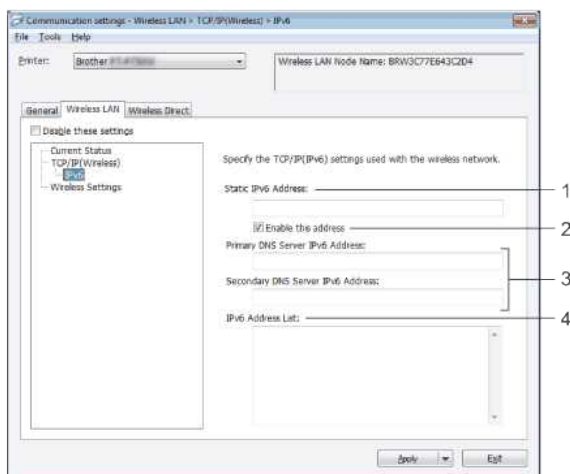 Communication settings - Wireless LAN > TCP/IP(Wireless) > IPv6
File Tools Help
Printer: Brother
Wireless LAN Node Name: BRW3C77E643C2D4
General Wireless LAN Wireless Direct
Disable these settings
Current Status
TCP/IP(Wireless)
IPv6
Wireless Settings
Specify the TCP/IP(IPv6) settings used with the wireless network.
Static IPv6 Address: 1
Enable the address 2
Primary DNS Server IPv6 Address:
3
Secondary DNS Server IPv6 Address:
IPv6 Address List: 4
Apply Exit